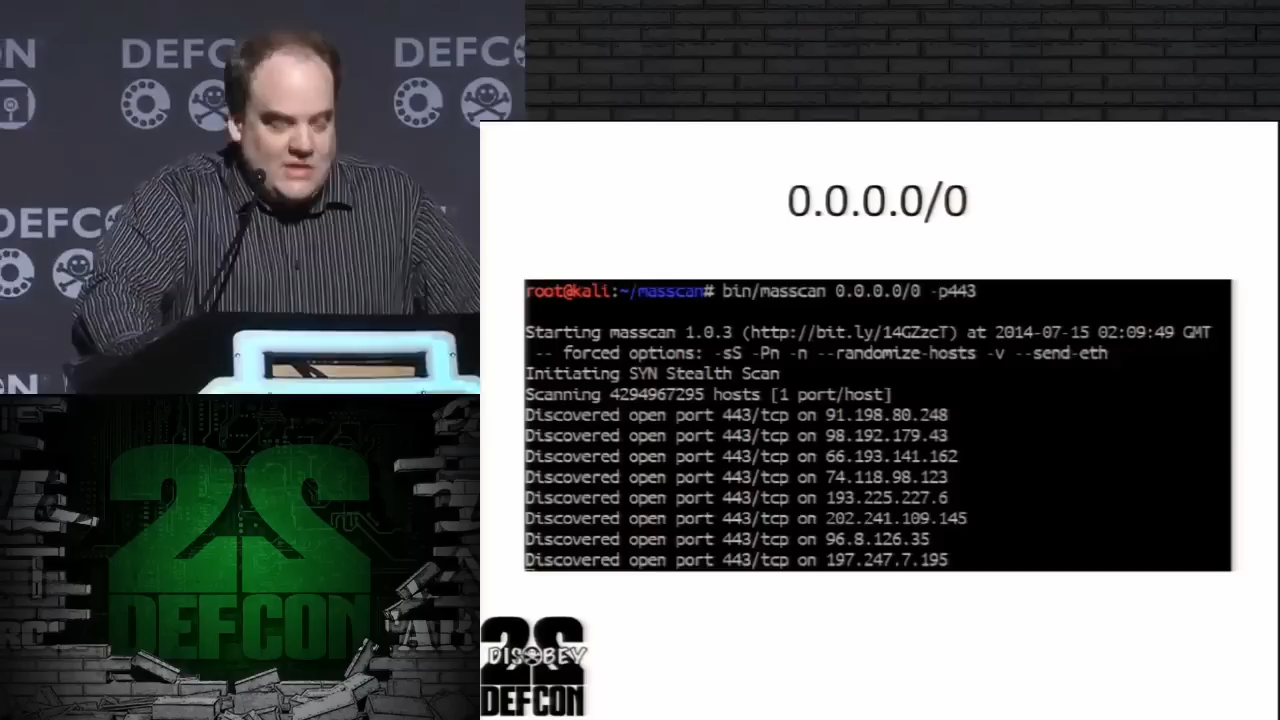 ON
DEFC
DEFC
DEFC
N
0.0.0.0/0
root@kali:~/masscan# bin/masscan 0.0.0.0/0 -p443
Starting masscan 1.0.3 (http://bit.ly/14GZzcT) at 2014-07-15 02:09:49 GMT
-- forced options: -sS -Pn -n --randomize-hosts -v --send-eth
Initiating SYN Stealth Scan
Scanning 4294967295 hosts [1 port/host]
Discovered open port 443/tcp on 91.198.80.248
Discovered open port 443/tcp on 98.192.179.43
Discovered open port 443/tcp on 66.193.141.162
Discovered open port 443/tcp on 74.118.98.123
Discovered open port 443/tcp on 193.225.227.6
Discovered open port 443/tcp on 202.241.109.145
Discovered open port 443/tcp on 96.8.126.35
Discovered open port 443/tcp on 197.247.7.195
22
DEFCON
22
DISOBEY
DEFCON